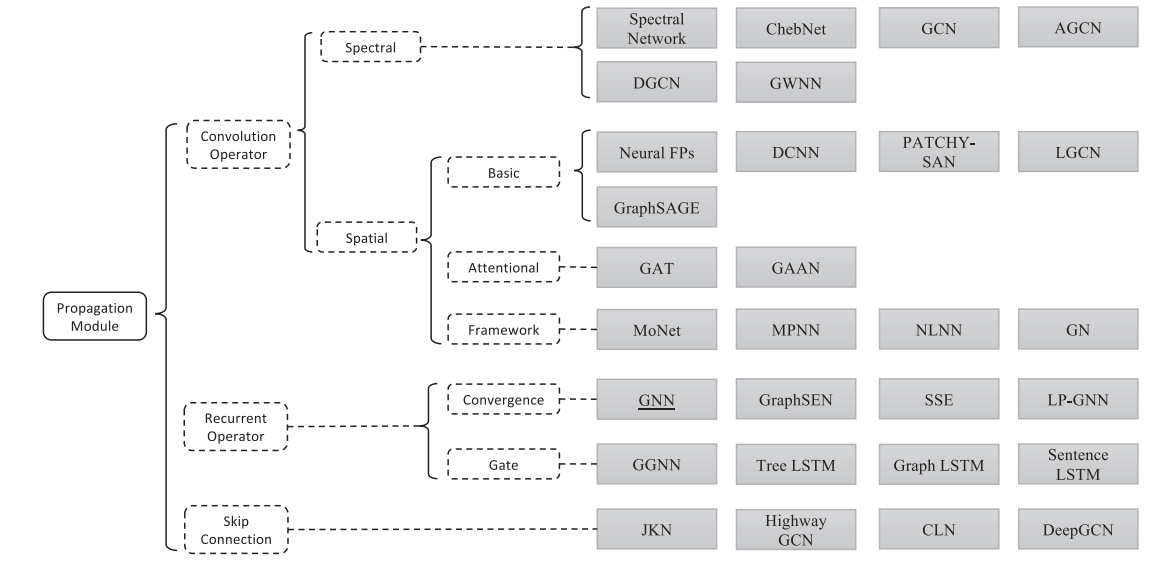 Propagation
Module
Convolution
Operator
Spectral
Spectral
Network
ChebNet
GCN
AGCN
DGCN
GWNN
Spatial
Basic
Neural FPs
DCNN
PATCHY-
SAN
LGCN
GraphSAGE
Attentional
GAT
GAAN
Framework
MoNet
MPNN
NLNN
GN
Recurrent
Operator
Convergence
GNN
GraphSEN
SSE
LP-GNN
Gate
GGNN
Tree LSTM
Graph LSTM
Sentence
LSTM
Skip
Connection
JKN
Highway
GCN
CLN
DeepGCN